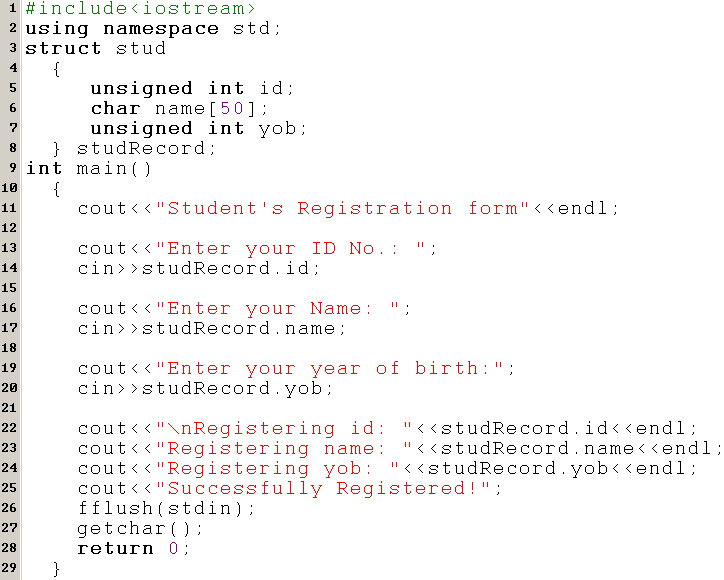 1 #include<iostream>
2 using namespace std;
3 struct stud
4 {
5 unsigned int id;
6 char name[50];
7 unsigned int yob;
8 } studRecord;
9 int main()
10 {
11 cout<<"Student's Registration form"<<endl;
12
13 cout<<"Enter your ID No.: ";
14 cin>>studRecord.id;
15
16 cout<<"Enter your Name: ";
17 cin>>studRecord.name;
18
19 cout<<"Enter your year of birth:";
20 cin>>studRecord.yob;
21
22 cout<<"\nRegistering id: "<<studRecord.id<<endl;
23 cout<<"Registering name: "<<studRecord.name<<endl;
24 cout<<"Registering yob: "<<studRecord.yob<<endl;
25 cout<<"Successfully Registered!";
26 fflush(stdin);
27 getchar();
28 return 0;
29 }